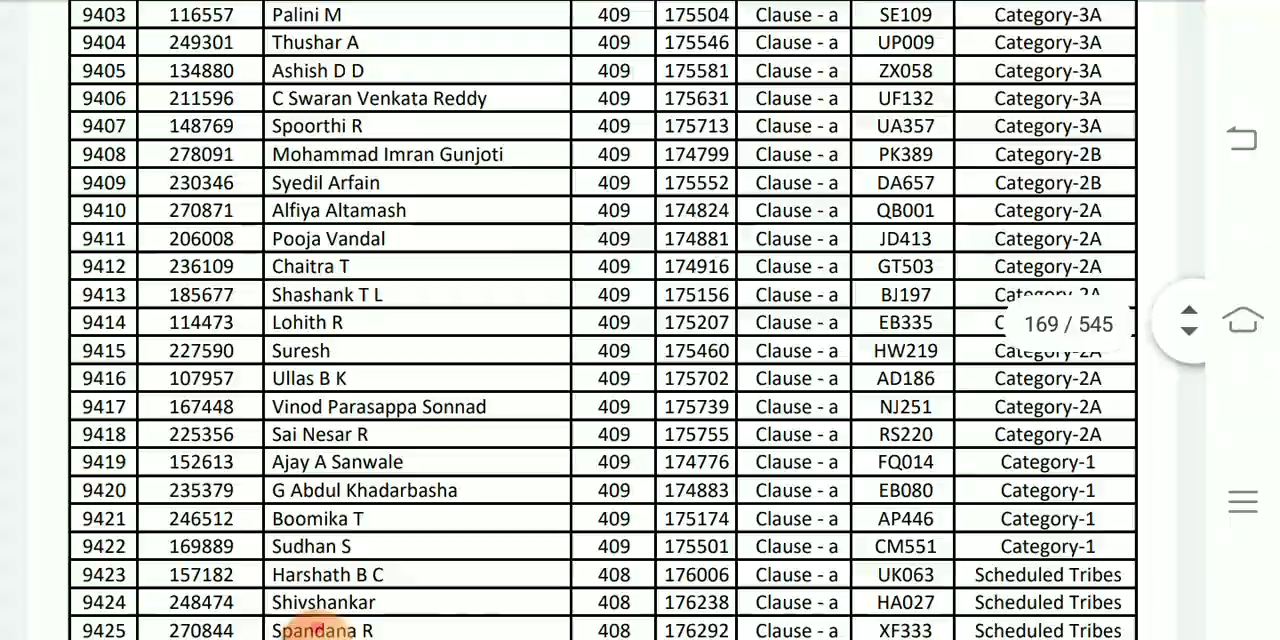 9403 116557 Palini M 409 175504 Clause - a SE109 Category-3A
9404 249301 Thushar A 409 175546 Clause - a UP009 Category-3A
9405 134880 Ashish D D 409 175581 Clause - a ZX058 Category-3A
9406 211596 C Swaran Venkata Reddy 409 175631 Clause - a UF132 Category-3A
9407 148769 Spoorthi R 409 175713 Clause - a UA357 Category-3A
9408 278091 Mohammad Imran Gunjoti 409 174799 Clause - a PK389 Category-2B
9409 230346 Syedil Arfain 409 175552 Clause - a DA657 Category-2B
9410 270871 Alfiya Altamash 409 174824 Clause - a QB001 Category-2A
9411 206008 Pooja Vandal 409 174881 Clause - a JD413 Category-2A
9412 236109 Chaitra T 409 174916 Clause - a GT503 Category-2A
9413 185677 Shashank T L 409 175156 Clause - a BJ197 Category-2A
9414 114473 Lohith R 409 175207 Clause - a EB335
169 / 545
9415 227590 Suresh 409 175460 Clause - a HW219 Category-2A
9416 107957 Ullas B K 409 175702 Clause - a AD186 Category-2A
9417 167448 Vinod Parasappa Sonnad 409 175739 Clause - a NJ251 Category-2A
9418 225356 Sai Nesar R 409 175755 Clause - a RS220 Category-2A
9419 152613 Ajay A Sanwale 409 174776 Clause - a FQ014 Category-1
9420 235379 G Abdul Khadarbasha 409 174883 Clause - a EB080 Category-1
9421 246512 Boomika T 409 175174 Clause - a AP446 Category-1
9422 169889 Sudhan S 409 175501 Clause - a CM551 Category-1
9423 157182 Harshath B C 408 176006 Clause - a UK063 Scheduled Tribes
9424 248474 Shivshankar 408 176238 Clause - a HA027 Scheduled Tribes
9425 270844 Spandana R 408 176292 Clause - a XF333 Scheduled Tribes